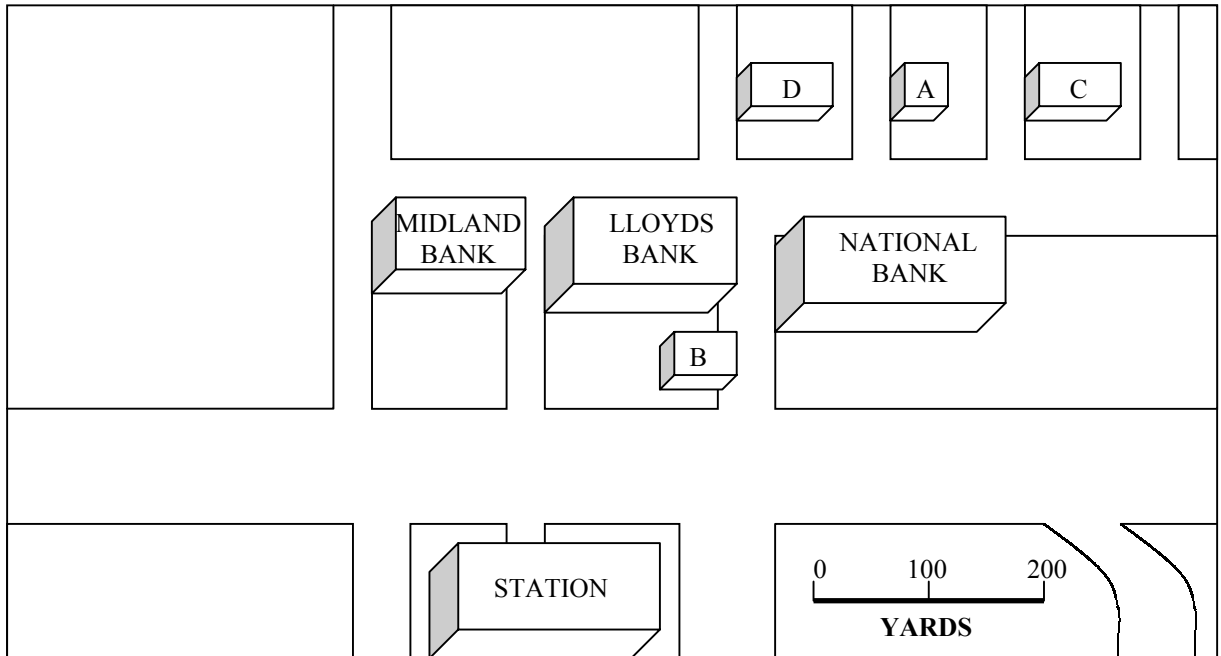 D
A
C
MIDLAND
BANK
LLOYDS
BANK
NATIONAL
BANK
B
STATION
0 100 200
YARDS